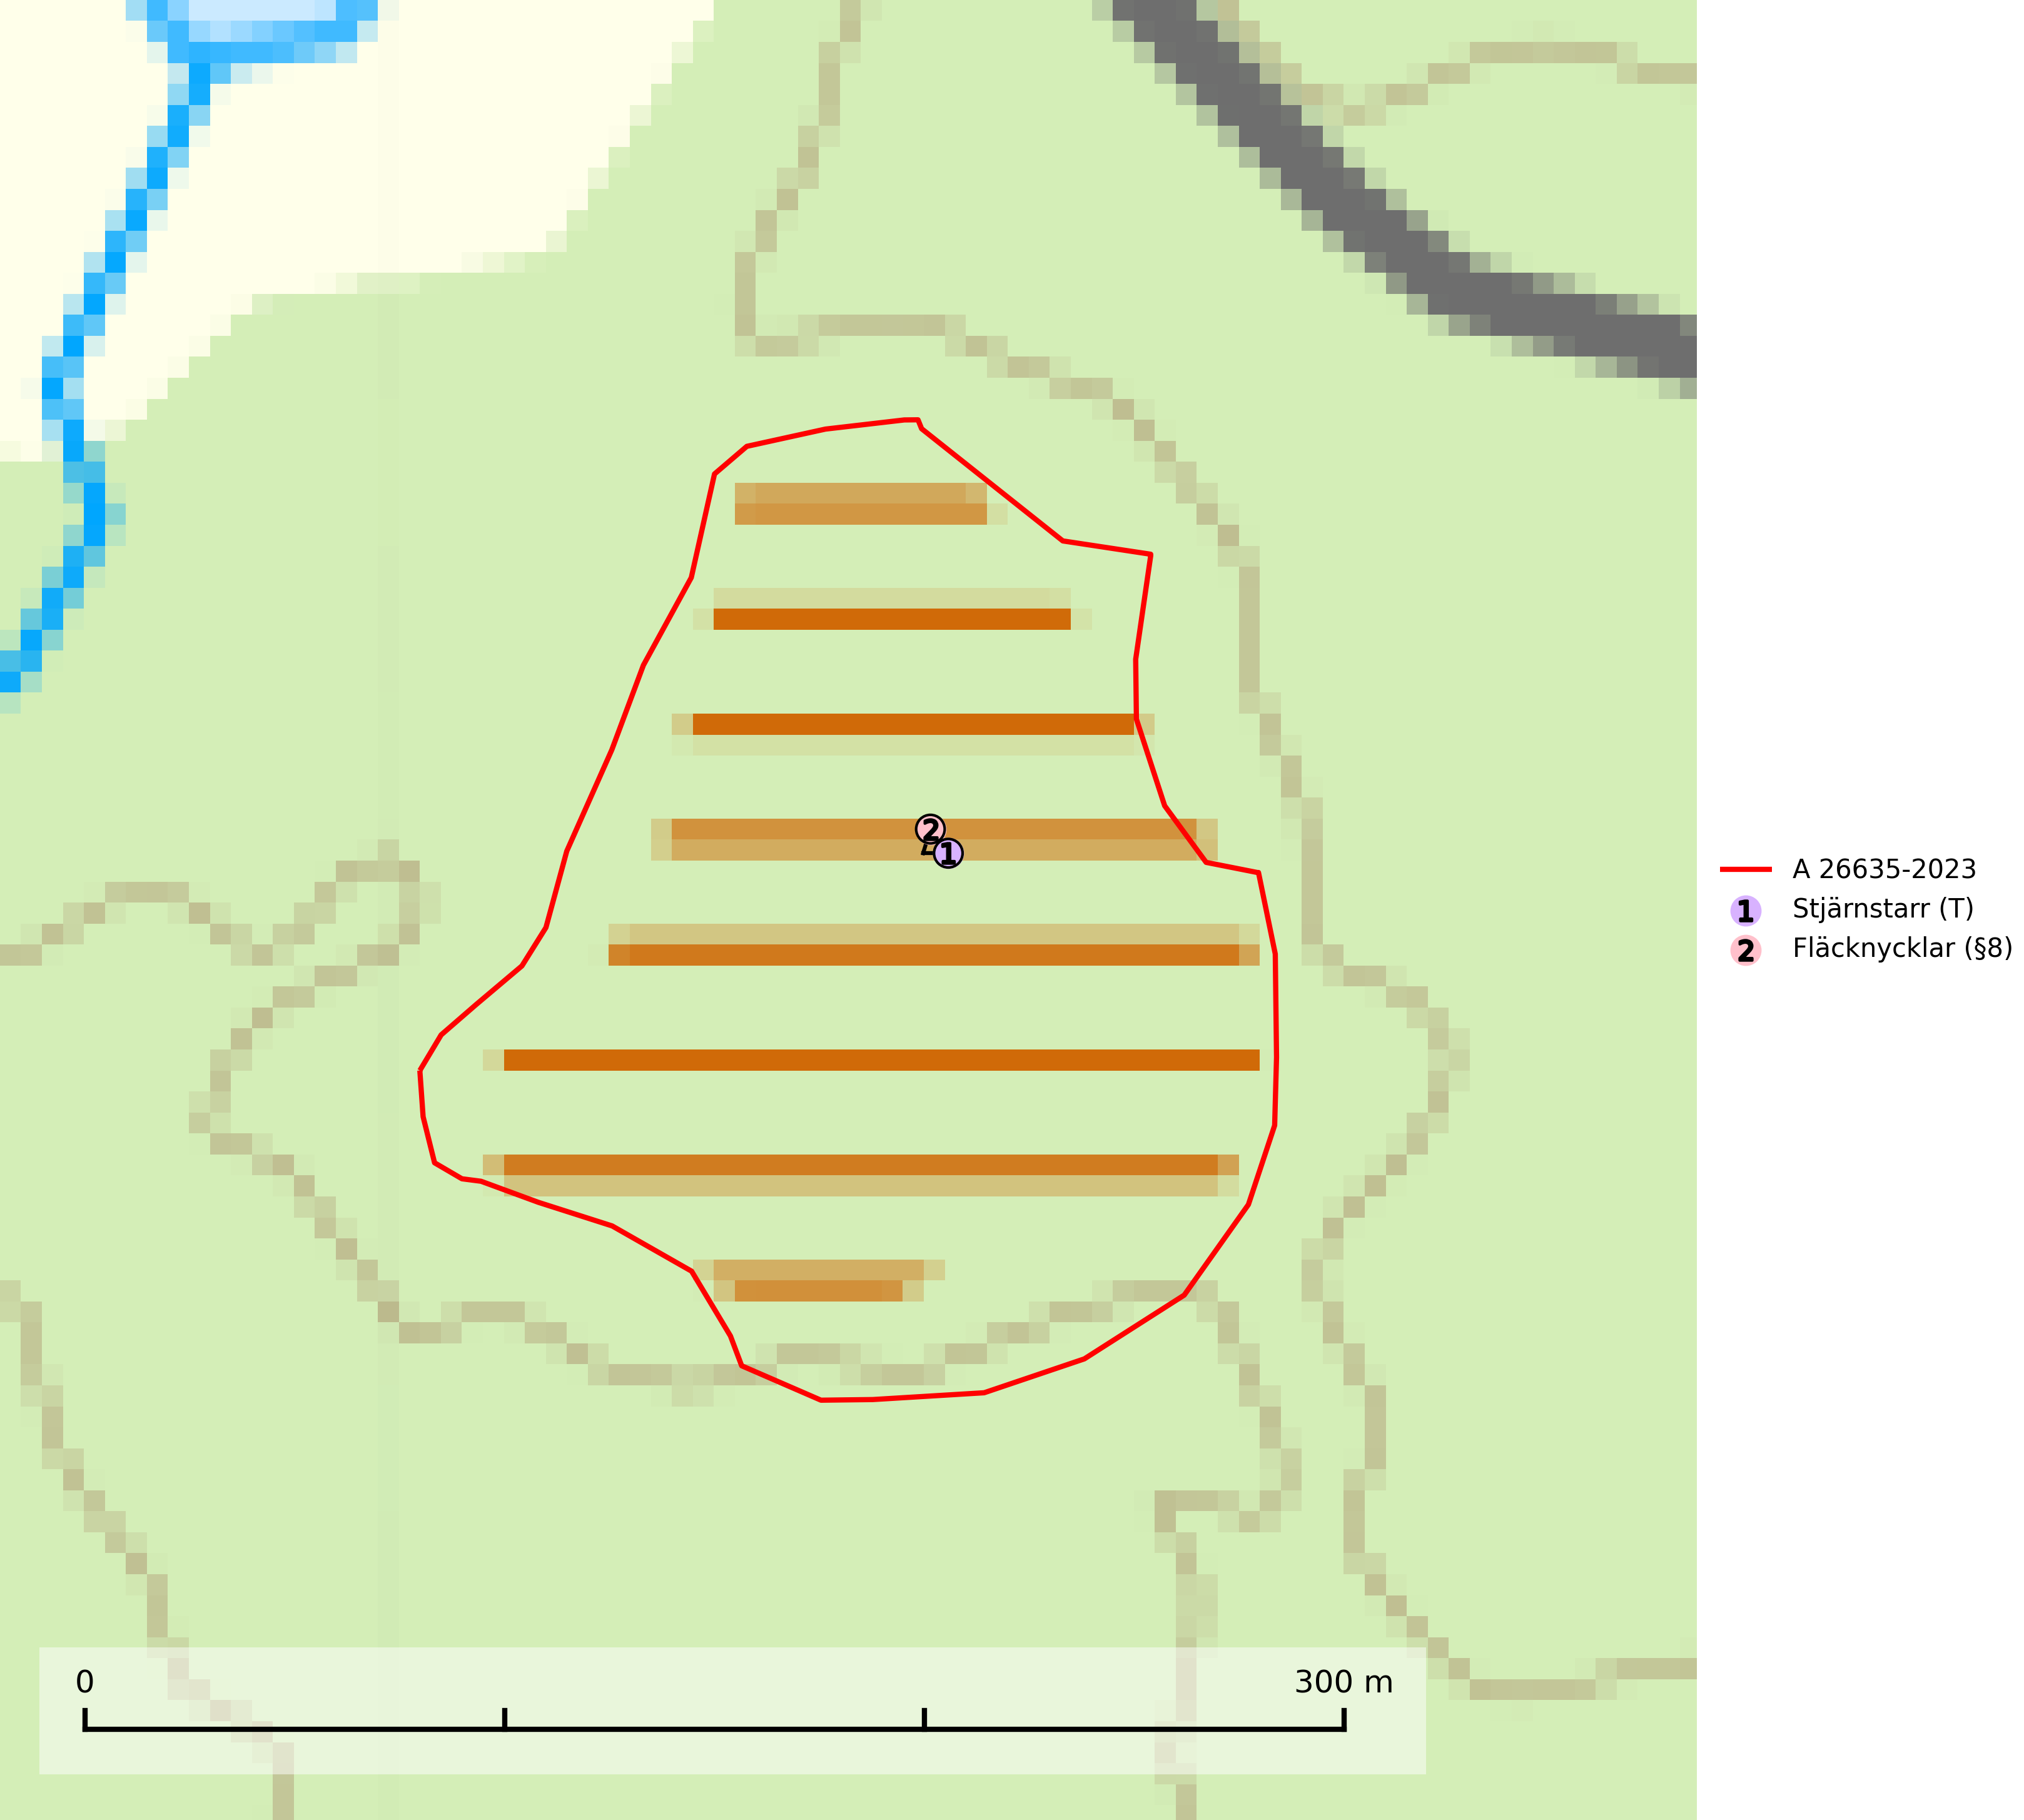 2
1
A 26635-2023
1 Stjärnstarr (T)
2 Fläcknycklar (§8)
0 300 m